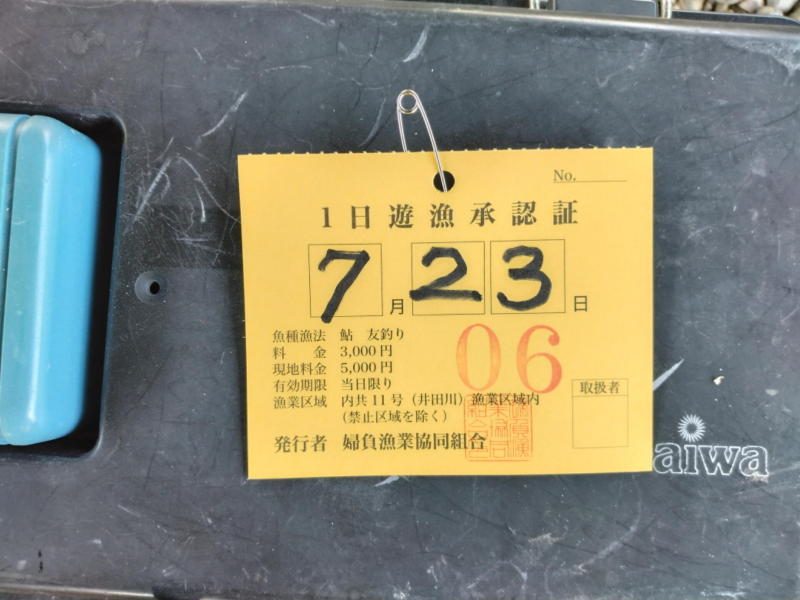 No.
1日遊漁承認証
7月23日
魚種漁法 鮎 友釣り
料 金 3,000円
現地料金 5,000円
有効期限 当日限り
漁業区域 内共11号（井田川）漁業区域内
（禁止区域を除く）
発行者 婦負漁業協同組合
06
取扱者
aiwa